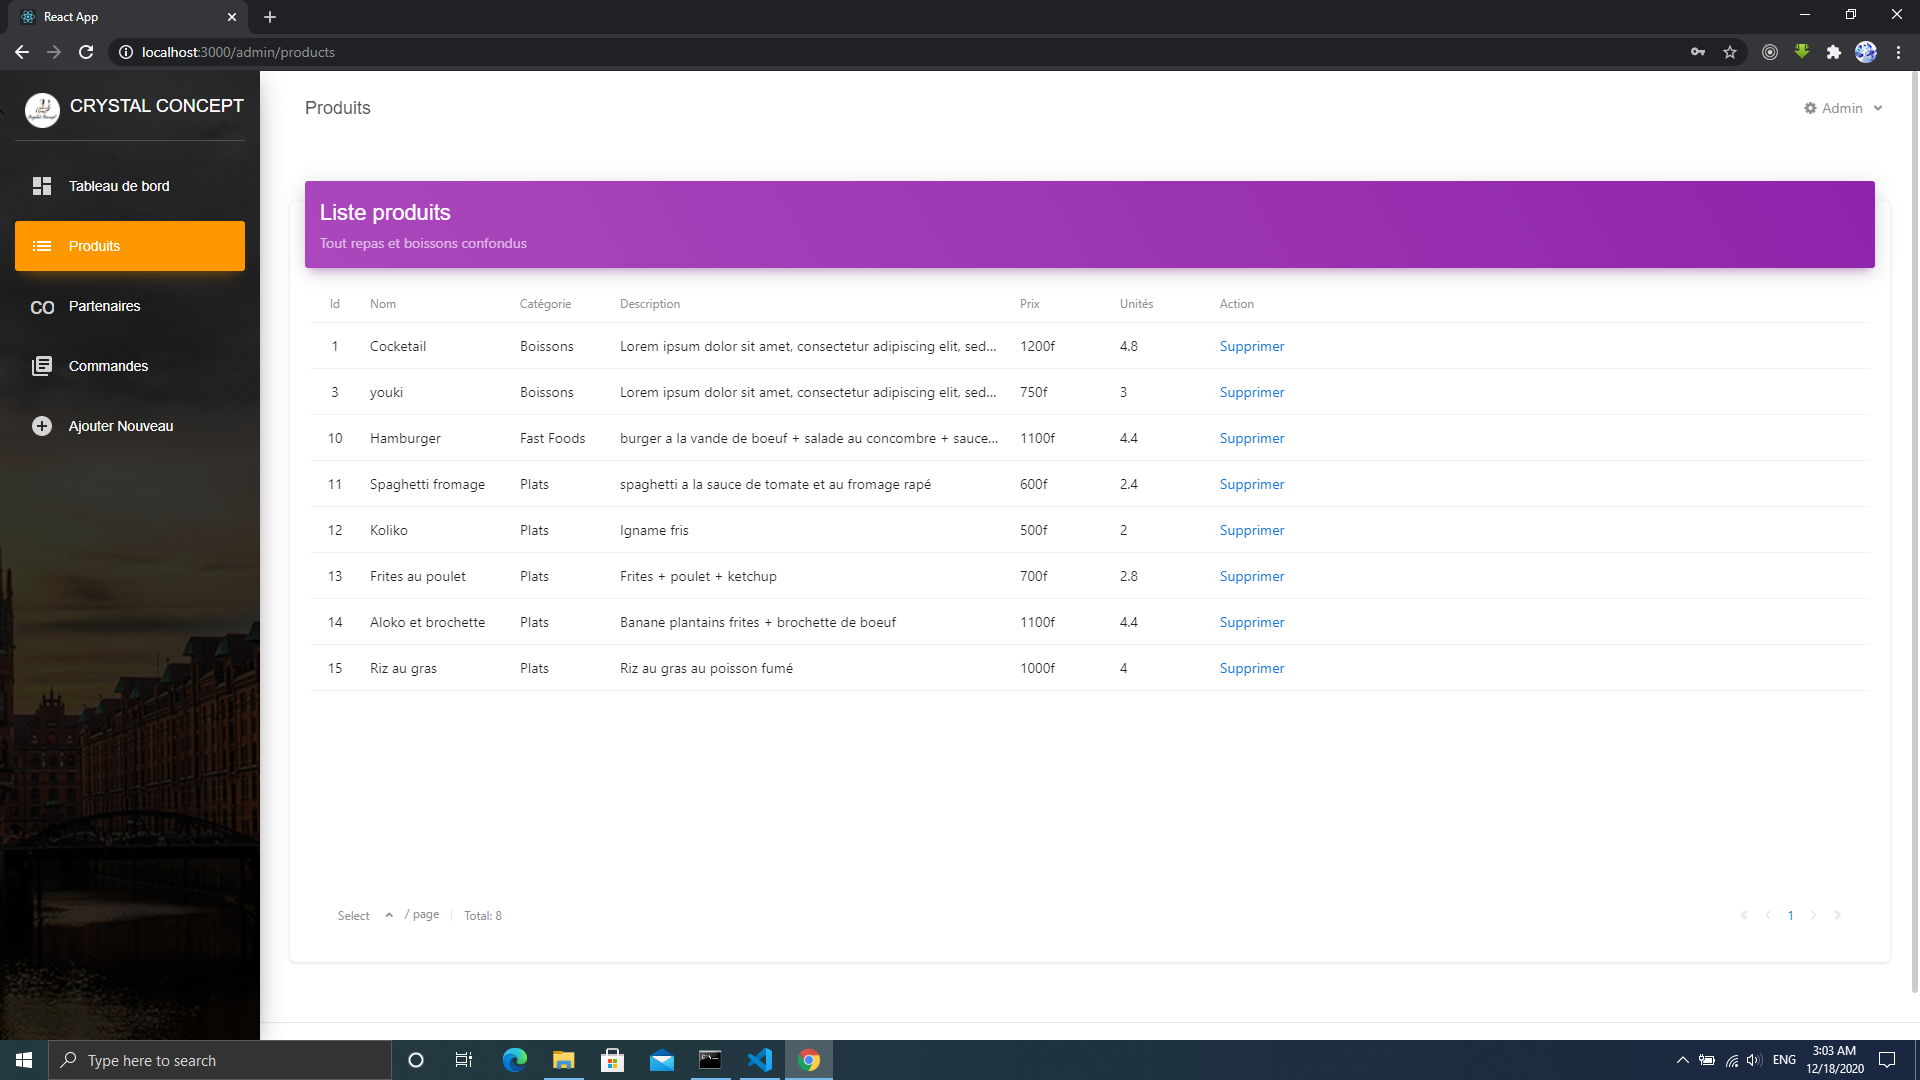 React App
localhost:3000/admin/products
CRYSTAL CONCEPT
Tableau de bord
Produits
Partenaires
Commandes
Ajouter Nouveau
Produits
Admin
Liste produits
Tout repas et boissons confondus
Id Nom Catégorie Description Prix Unités Action
1 Cocketail Boissons Lorem ipsum dolor sit amet, consectetur adipiscing elit, sed... 1200f 4.8 Supprimer
3 youki Boissons Lorem ipsum dolor sit amet, consectetur adipiscing elit, sed... 750f 3 Supprimer
10 Hamburger Fast Foods burger a la vande de boeuf + salade au concombre + sauce... 1100f 4.4 Supprimer
11 Spaghetti fromage Plats spaghetti a la sauce de tomate et au fromage rapé 600f 2.4 Supprimer
12 Koliko Plats Igname fris 500f 2 Supprimer
13 Frites au poulet Plats Frites + poulet + ketchup 700f 2.8 Supprimer
14 Aloko et brochette Plats Banane plantains frites + brochette de boeuf 1100f 4.4 Supprimer
15 Riz au gras Plats Riz au gras au poisson fumé 1000f 4 Supprimer
Select / page Total: 8
1
Type here to search
ENG
3:03 AM
12/18/2020